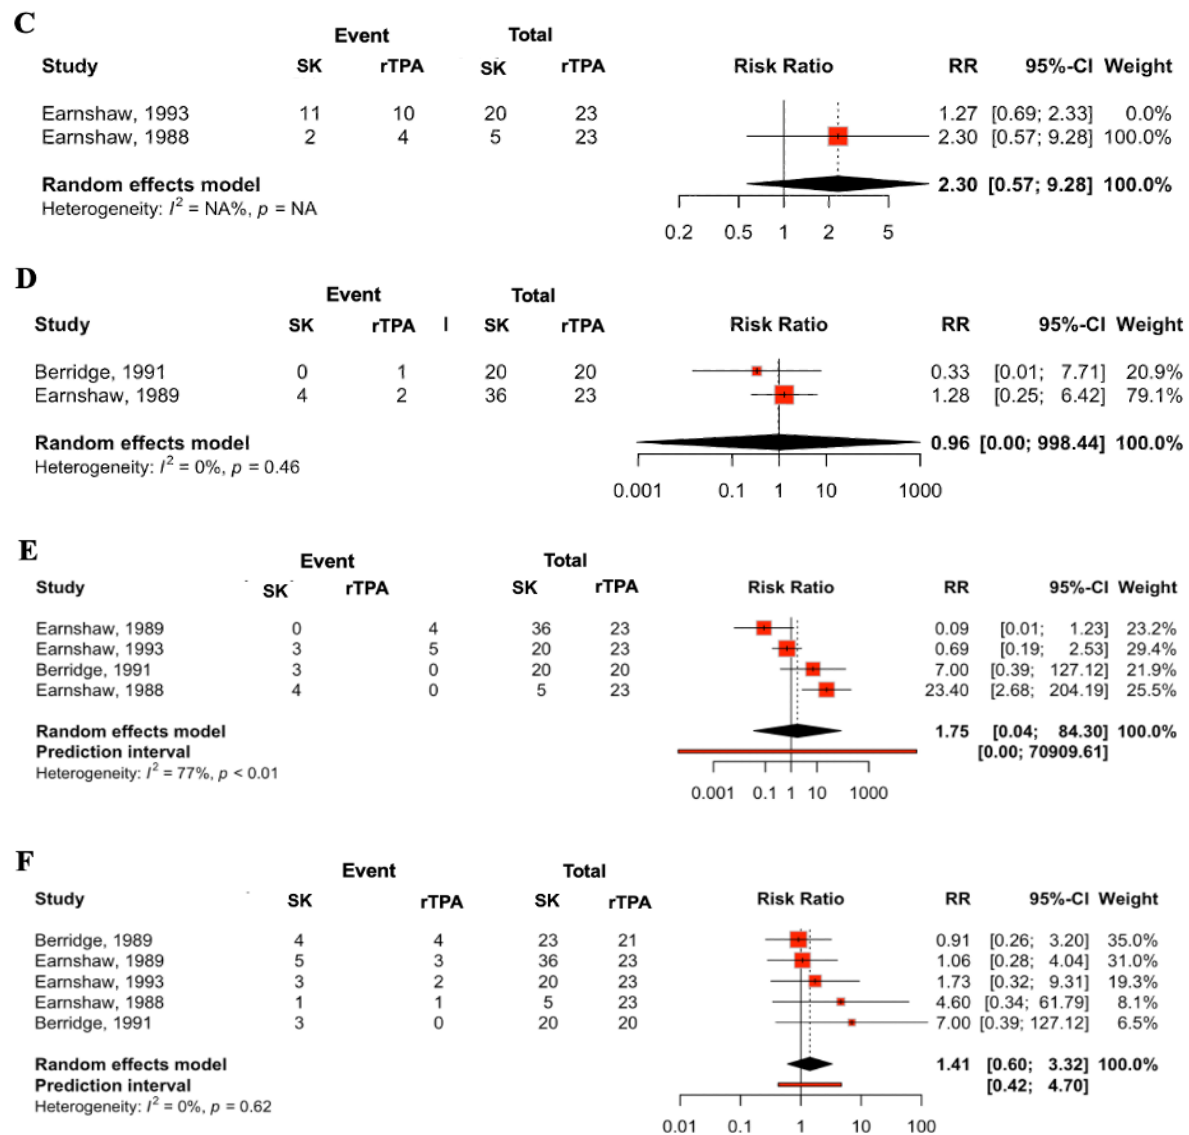 C
Event Total
Study SK rTPA SK rTPA Risk Ratio RR 95%-CI Weight
Earnshaw, 1993 11 10 20 23 1.27 [0.69; 2.33] 0.0%
Earnshaw, 1988 2 4 5 23 2.30 [0.57; 9.28] 100.0%
Random effects model 2.30 [0.57; 9.28] 100.0%
Heterogeneity: I² = NA%, p = NA
0.2 0.5 1 2 5
D
Event Total
Study SK rTPA l SK rTPA Risk Ratio RR 95%-CI Weight
Berridge, 1991 0 1 20 20 0.33 [0.01; 7.71] 20.9%
Earnshaw, 1989 4 2 36 23 1.28 [0.25; 6.42] 79.1%
Random effects model 0.96 [0.00; 998.44] 100.0%
Heterogeneity: I² = 0%, p = 0.46
0.001 0.1 1 10 1000
E
Event Total
Study SK rTPA SK rTPA Risk Ratio RR 95%-CI Weight
Earnshaw, 1989 0 4 36 23 0.09 [0.01; 1.23] 23.2%
Earnshaw, 1993 3 5 20 23 0.69 [0.19; 2.53] 29.4%
Berridge, 1991 3 0 20 20 7.00 [0.39; 127.12] 21.9%
Earnshaw, 1988 4 0 5 23 23.40 [2.68; 204.19] 25.5%
Random effects model 1.75 [0.04; 84.30] 100.0%
Prediction interval [0.00; 70909.61]
Heterogeneity: I² = 77%, p < 0.01
0.001 0.1 1 10 1000
F
Event Total
Study SK rTPA SK rTPA Risk Ratio RR 95%-CI Weight
Berridge, 1989 4 4 23 21 0.91 [0.26; 3.20] 35.0%
Earnshaw, 1989 5 3 36 23 1.06 [0.28; 4.04] 31.0%
Earnshaw, 1993 3 2 20 23 1.73 [0.32; 9.31] 19.3%
Earnshaw, 1988 1 1 5 23 4.60 [0.34; 61.79] 8.1%
Berridge, 1991 3 0 20 20 7.00 [0.39; 127.12] 6.5%
Random effects model 1.41 [0.60; 3.32] 100.0%
Prediction interval [0.42; 4.70]
Heterogeneity: I² = 0%, p = 0.62
0.01 0.1 1 10 100